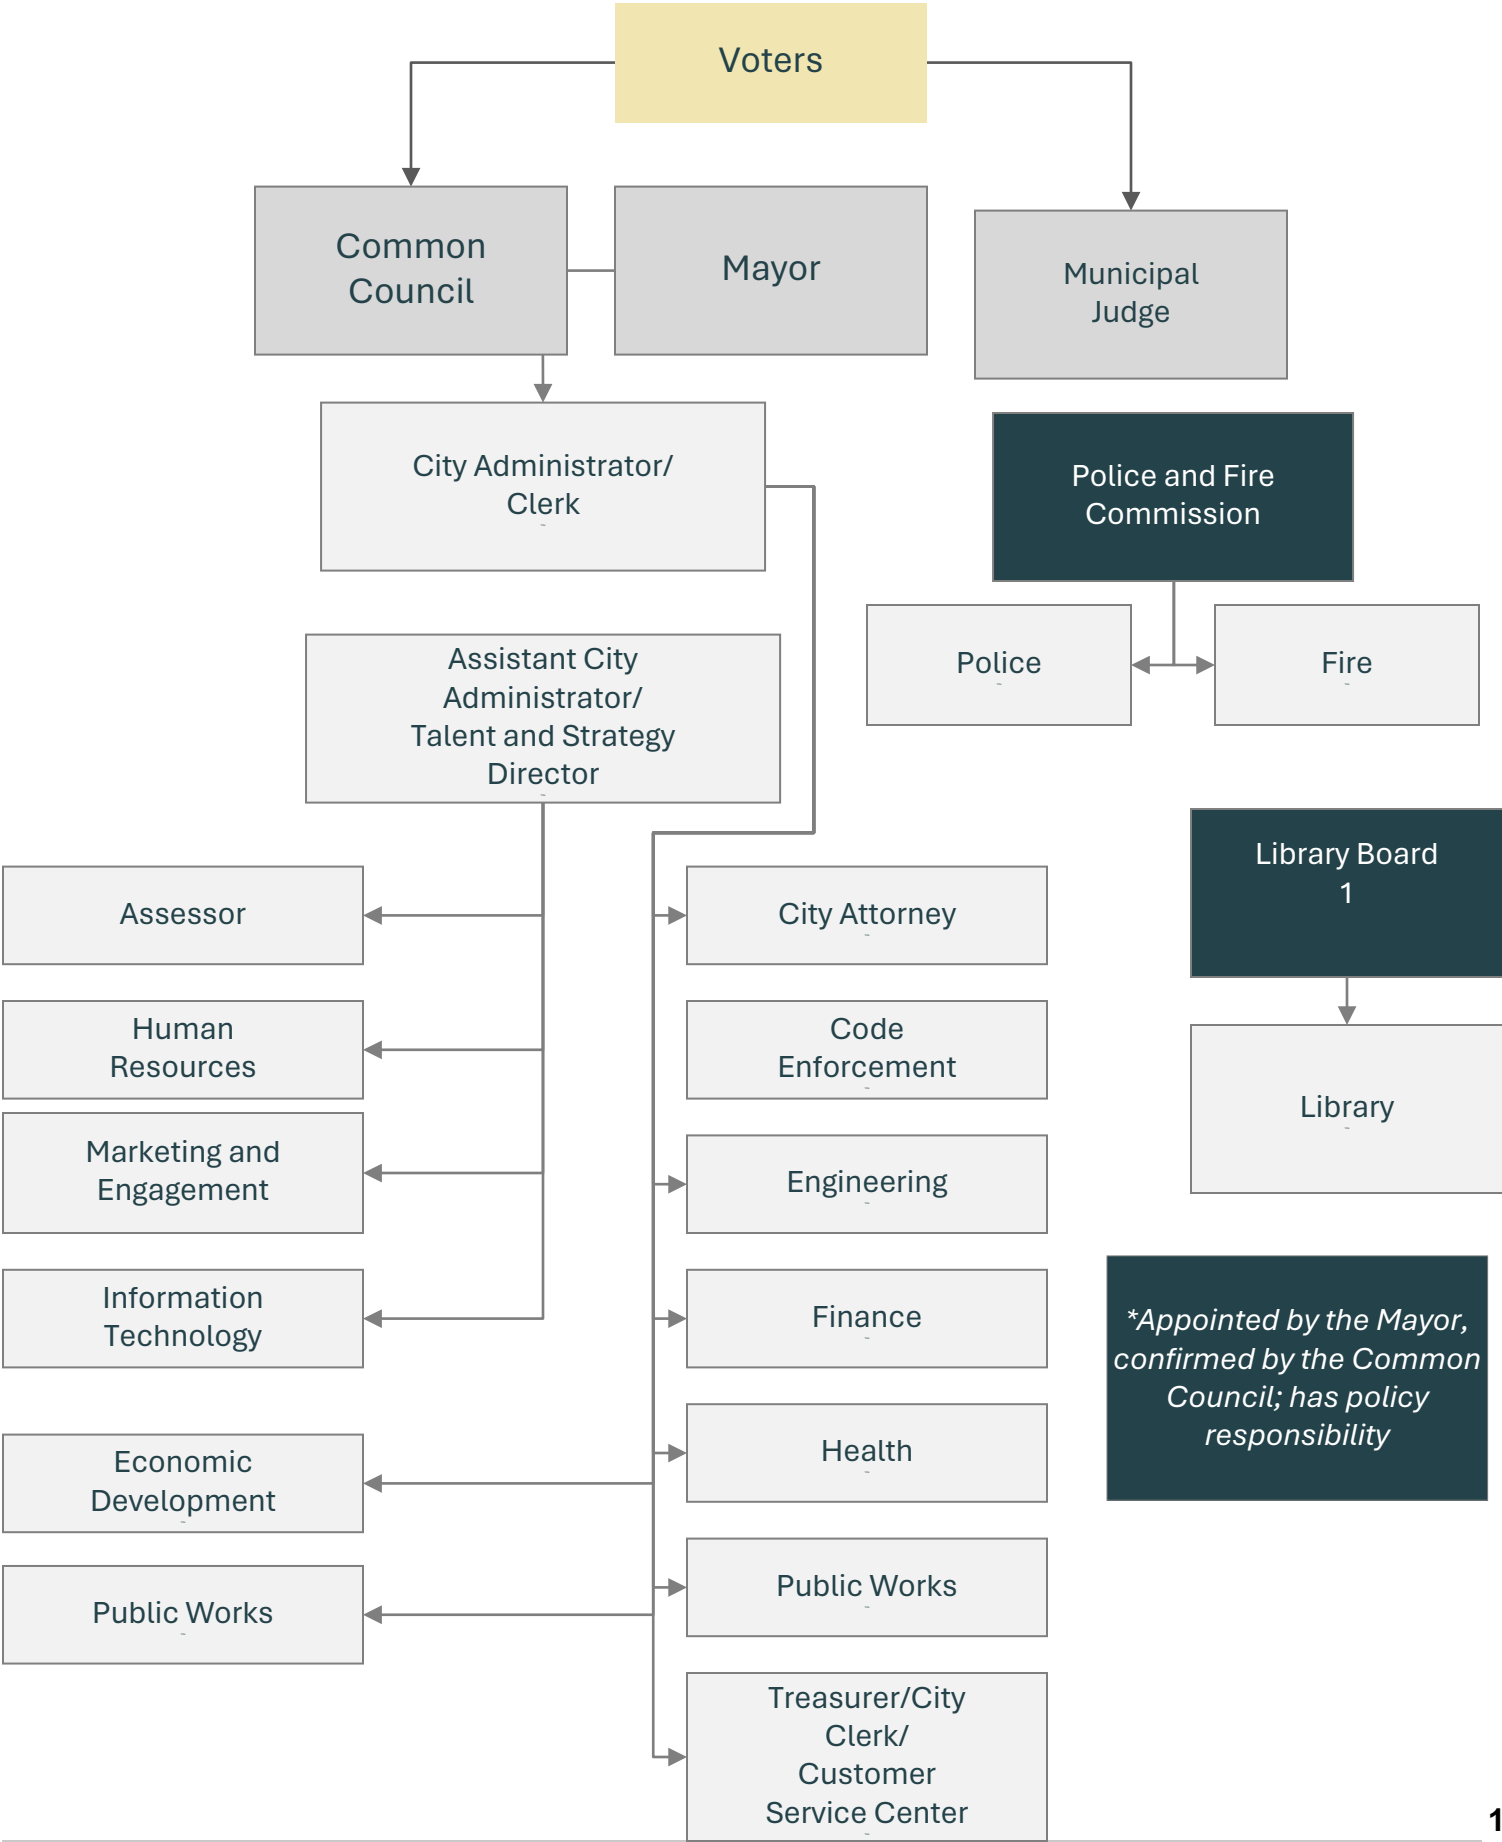 Voters
Common
Council
Mayor
Municipal
Judge
City Administrator/
Clerk
Police and Fire
Commission
Police
Fire
Assistant City
Administrator/
Talent and Strategy
Director
Library Board
1
Assessor
City Attorney
Human
Resources
Code
Enforcement
Library
Marketing and
Engagement
Engineering
Information
Technology
Finance
*Appointed by the Mayor,
confirmed by the Common
Council; has policy
responsibility
Economic
Development
Health
Public Works
Public Works
Treasurer/City
Clerk/
Customer
Service Center
1